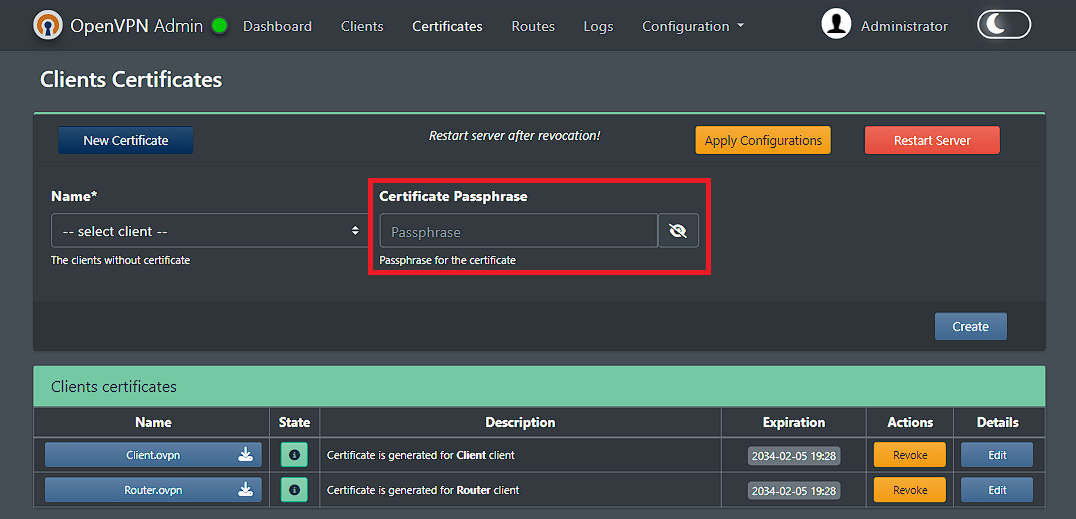 OpenVPN Admin Dashboard Clients Certificates Routes Logs Configuration Administrator
Clients Certificates
New Certificate Restart server after revocation! Apply Configurations Restart Server
Name* Certificate Passphrase
-- select client -- Passphrase
The clients without certificate Passphrase for the certificate
Create
Clients certificates
Name State Description Expiration Actions Details
Client.ovpn Certificate is generated for Client client 2034-02-05 19:28 Revoke Edit
Router.ovpn Certificate is generated for Router client 2034-02-05 19:28 Revoke Edit